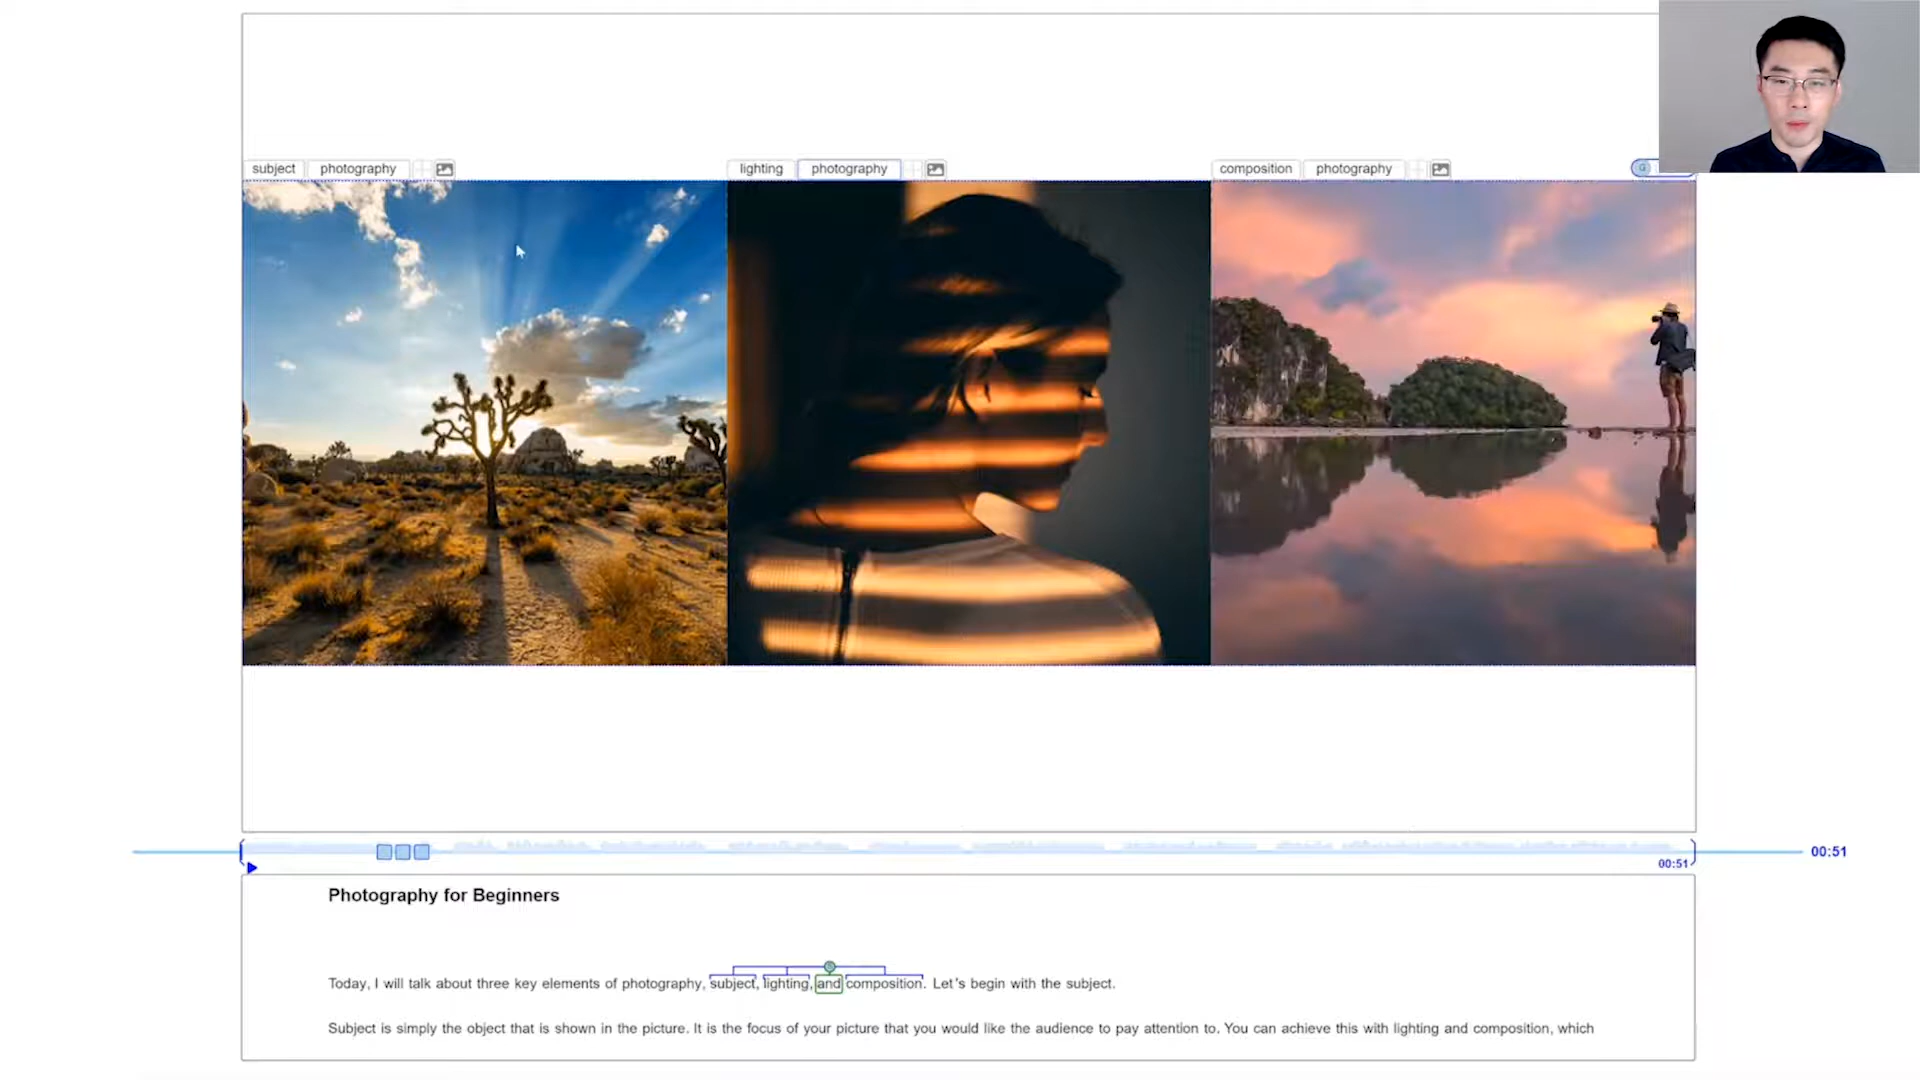 subject photography lighting photography composition photography G
00:51
00:51
Photography for Beginners
Today, I will talk about three key elements of photography, subject, lighting, and composition. Let's begin with the subject.
Subject is simply the object that is shown in the picture. It is the focus of your picture that you would like the audience to pay attention to. You can achieve this with lighting and composition, which